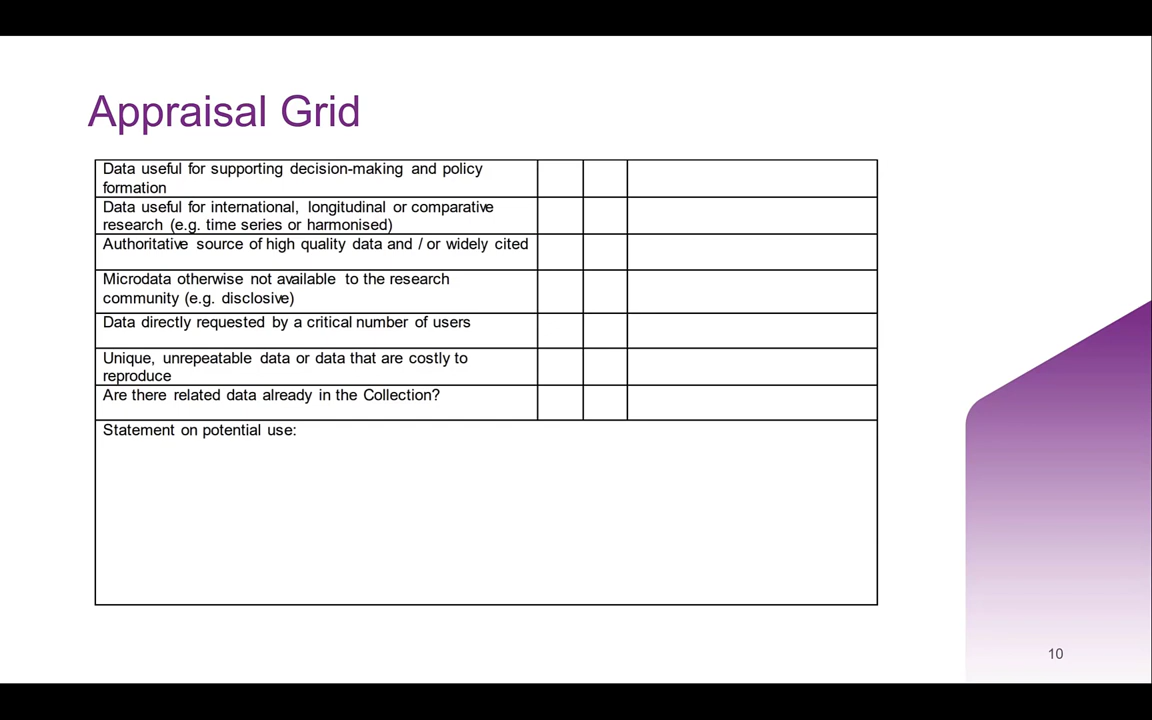 Appraisal Grid
Data useful for supporting decision-making and policy
formation
Data useful for international, longitudinal or comparative
research (e.g. time series or harmonised)
Authoritative source of high quality data and / or widely cited
Microdata otherwise not available to the research
community (e.g. disclosive)
Data directly requested by a critical number of users
Unique, unrepeatable data or data that are costly to
reproduce
Are there related data already in the Collection?
Statement on potential use:
10